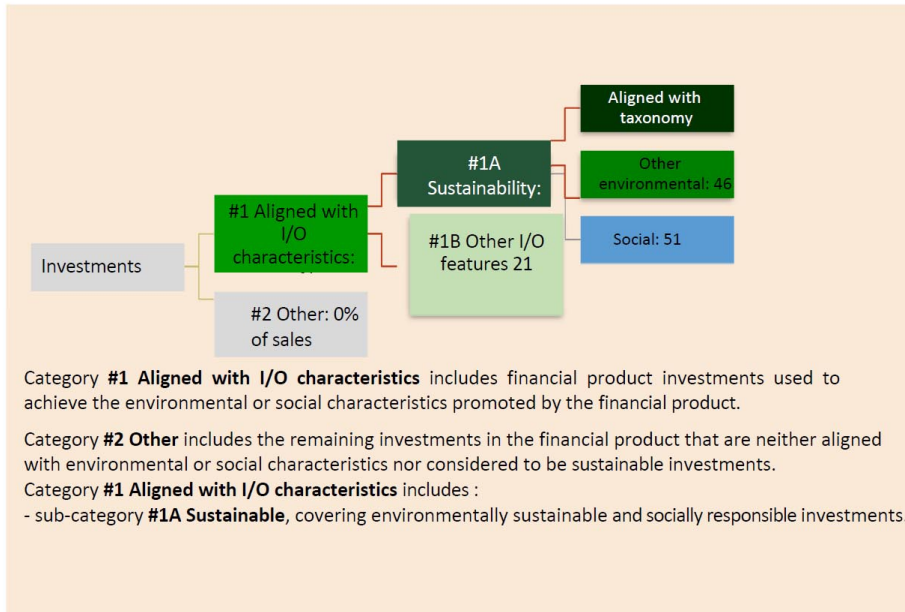 Aligned with
taxonomy
#1A
Sustainability:
Other
environmental: 46
#1 Aligned with
I/O
characteristics:
#1B Other I/O
features 21
Social: 51
Investments
#2 Other: 0%
of sales
Category #1 Aligned with I/O characteristics includes financial product investments used to
achieve the environmental or social characteristics promoted by the financial product.
Category #2 Other includes the remaining investments in the financial product that are neither aligned
with environmental or social characteristics nor considered to be sustainable investments.
Category #1 Aligned with I/O characteristics includes :
- sub-category #1A Sustainable, covering environmentally sustainable and socially responsible investments.